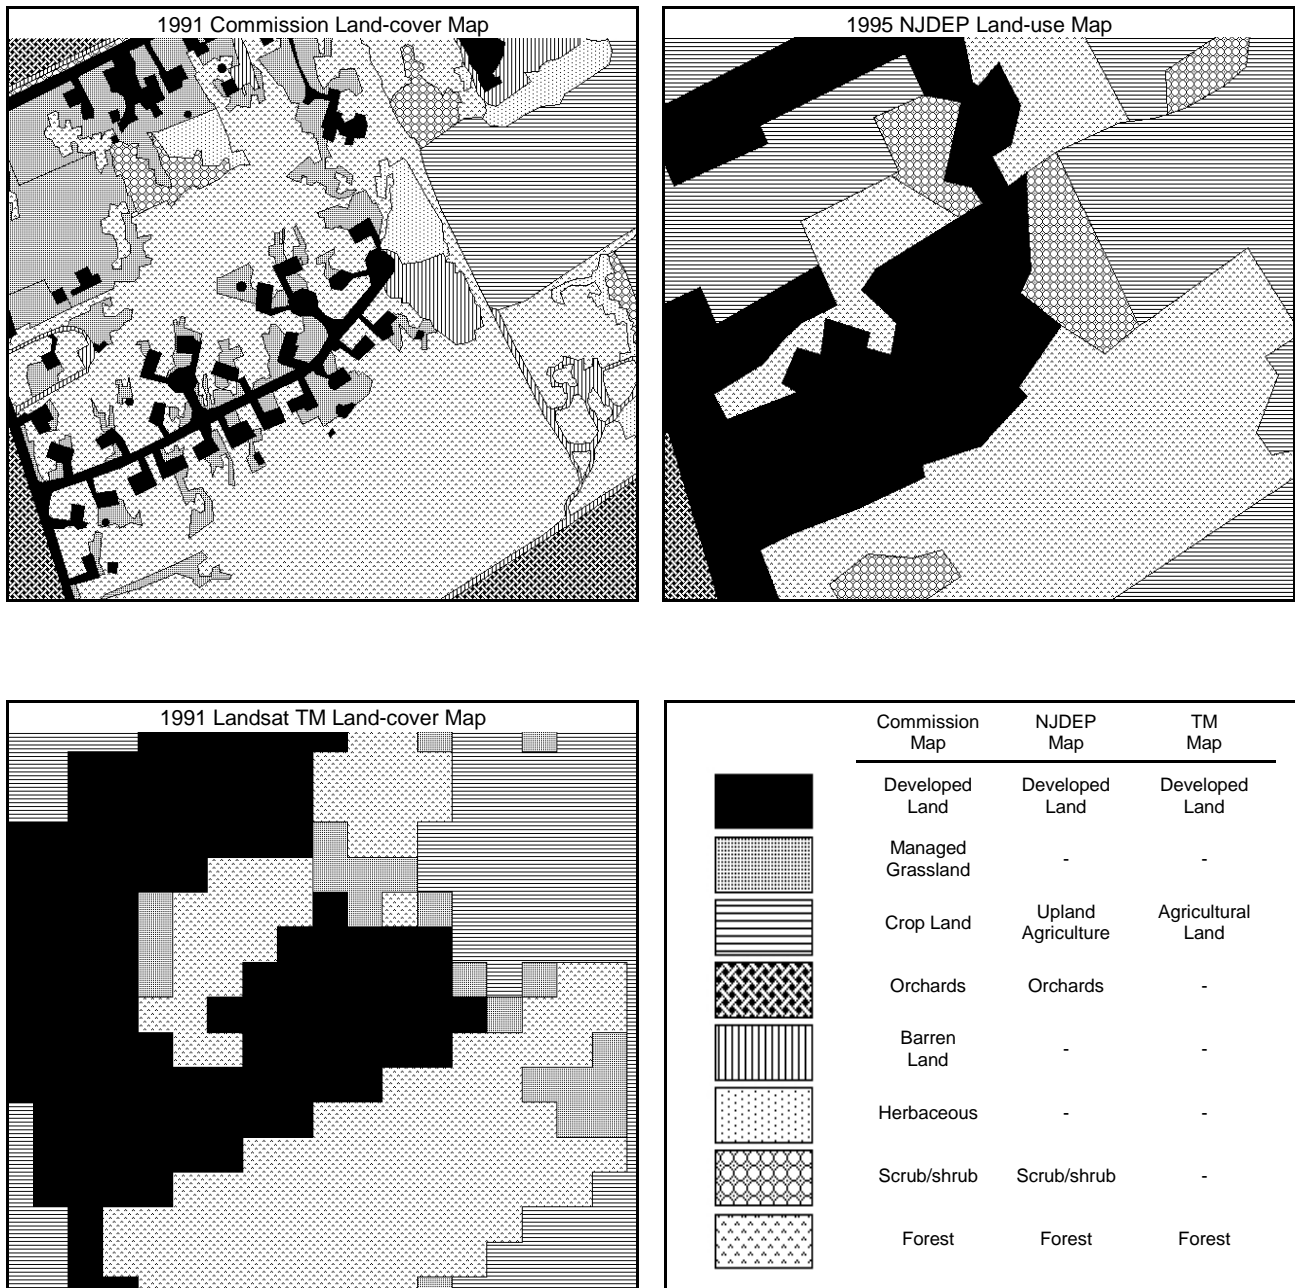 1991 Commission Land-cover Map
1995 NJDEP Land-use Map
1991 Landsat TM Land-cover Map
Commission NJDEP TM
Map Map Map
Developed Developed Developed
Land Land Land
Managed
Grassland - -
Crop Land Upland Agricultural
Agriculture Land
Orchards Orchards -
Barren
Land - -
Herbaceous - -
Scrub/shrub Scrub/shrub -
Forest Forest Forest